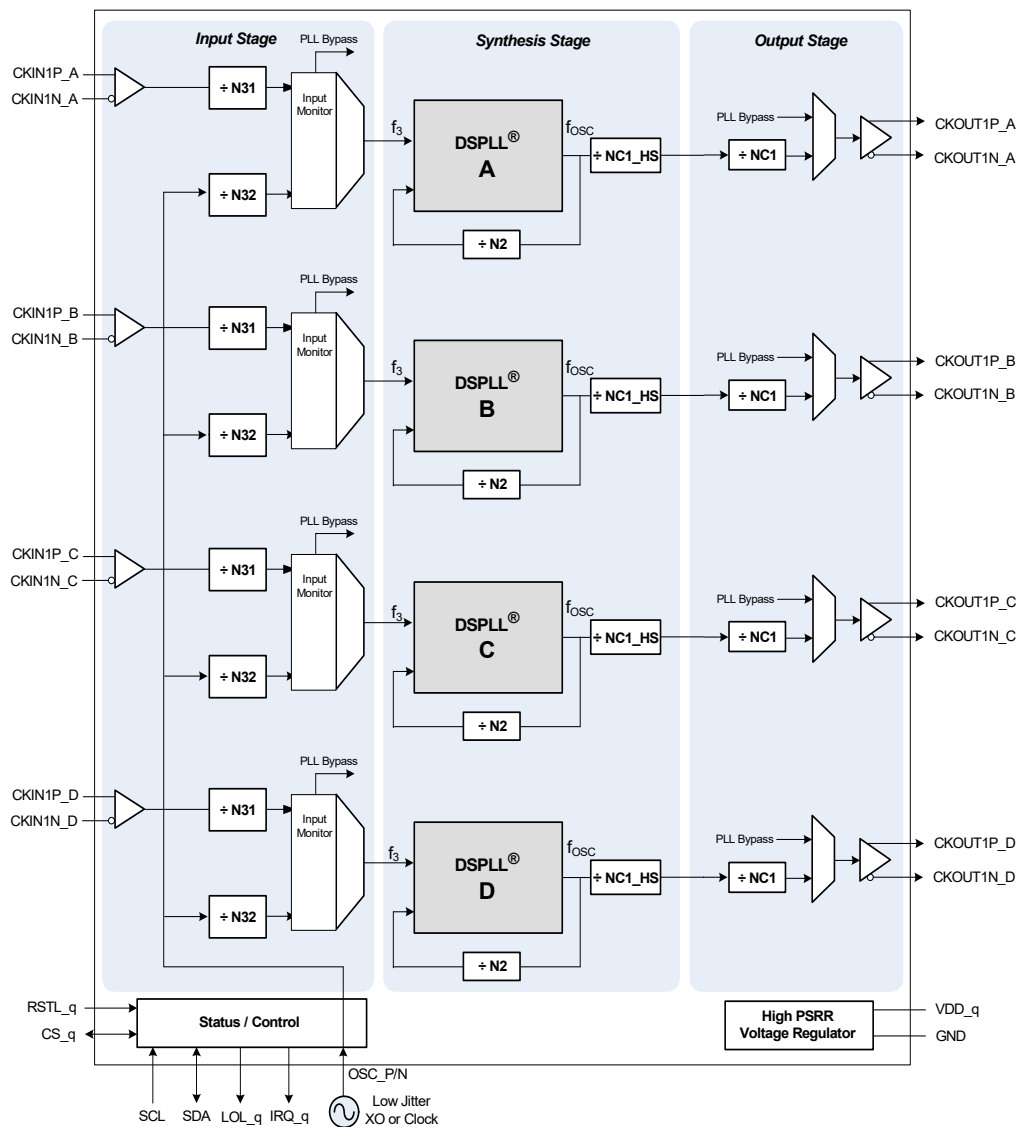 Input Stage
Synthesis Stage
Output Stage
PLL Bypass
CKIN1P_A
CKIN1N_A
÷ N31
Input
Monitor
÷ N32
f3
DSPLL®
A
fOSC
÷ NC1_HS
÷ N2
PLL Bypass
÷ NC1
CKOUT1P_A
CKOUT1N_A
PLL Bypass
CKIN1P_B
CKIN1N_B
÷ N31
Input
Monitor
÷ N32
f3
DSPLL®
B
fOSC
÷ NC1_HS
÷ N2
PLL Bypass
÷ NC1
CKOUT1P_B
CKOUT1N_B
PLL Bypass
CKIN1P_C
CKIN1N_C
÷ N31
Input
Monitor
÷ N32
f3
DSPLL®
C
fOSC
÷ NC1_HS
÷ N2
PLL Bypass
÷ NC1
CKOUT1P_C
CKOUT1N_C
PLL Bypass
CKIN1P_D
CKIN1N_D
÷ N31
Input
Monitor
÷ N32
f3
DSPLL®
D
fOSC
÷ NC1_HS
÷ N2
PLL Bypass
÷ NC1
CKOUT1P_D
CKOUT1N_D
RSTL_q
CS_q
Status / Control
High PSRR
Voltage Regulator
VDD_q
GND
SCL
SDA
LOL_q
IRQ_q
OSC_P/N
Low Jitter
XO or Clock